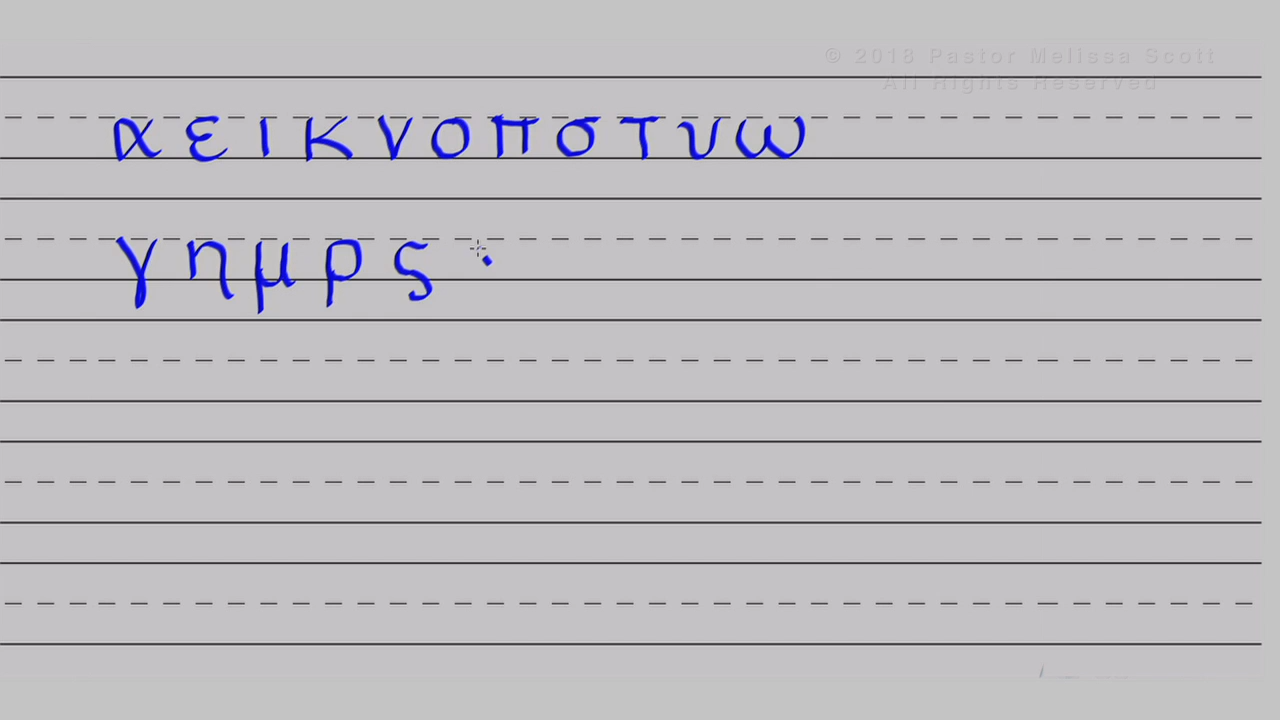 © 2018 Pastor Melissa Scott
All Rights Reserved
α ε ι κ ν ο π σ τ υ ω
γ η μ ρ ς